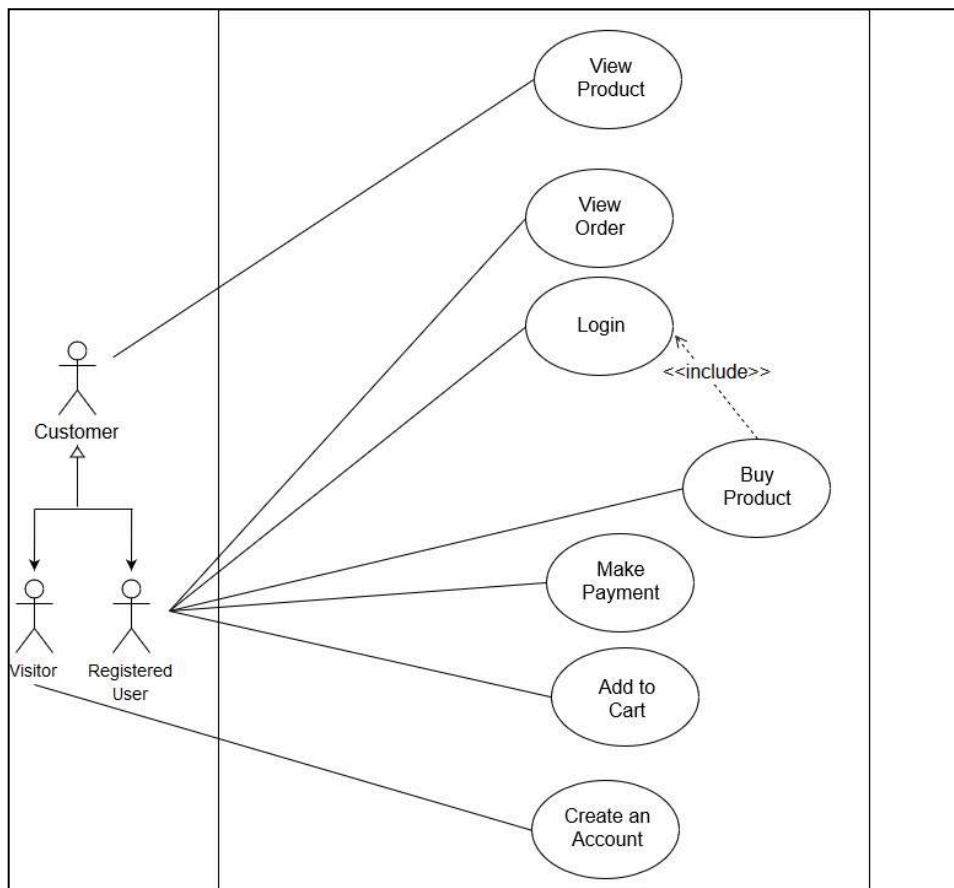 View
Product
View
Order
Login
<<include>>
Customer
Buy
Product
Make
Payment
Visitor
Registered
User
Add to
Cart
Create an
Account